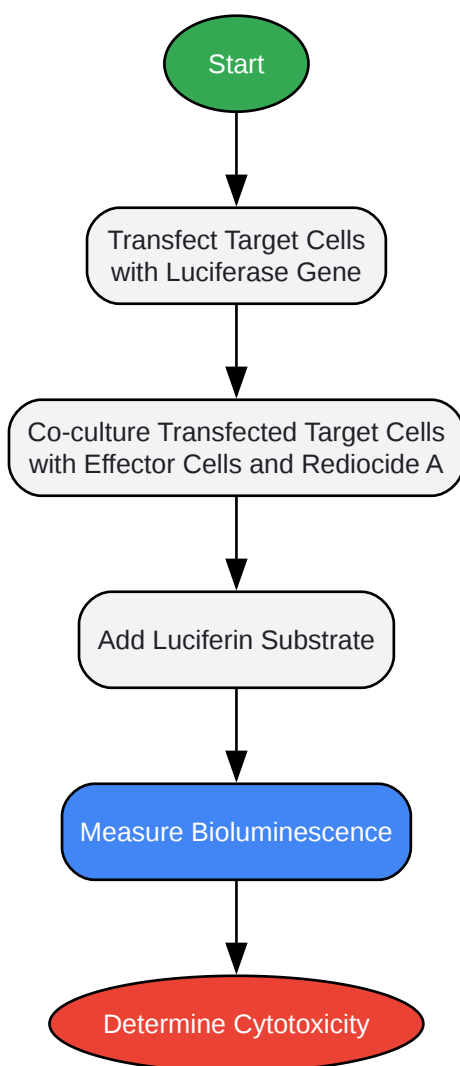 Start
Transfect Target Cells
with Luciferase Gene
Co-culture Transfected Target Cells
with Effector Cells and Rediocide A
Add Luciferin Substrate
Measure Bioluminescence
Determine Cytotoxicity